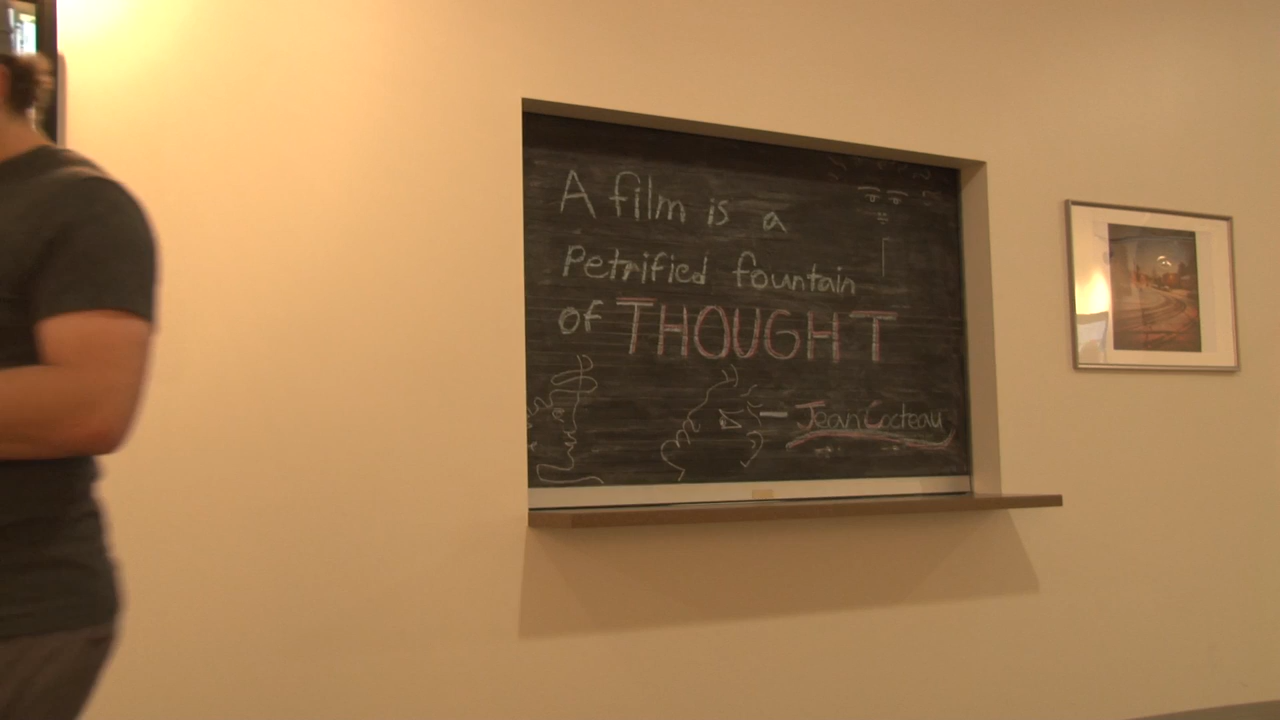 A film is a
Petrified fountain
of THOUGHT
— Jean Cocteau